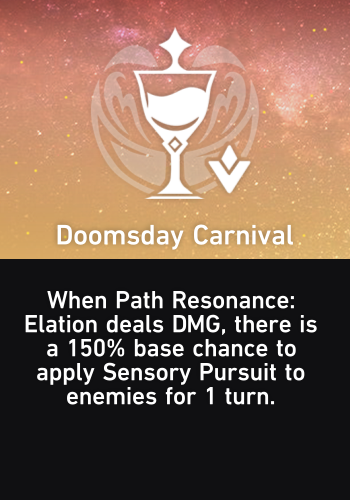 Doomsday Carnival
When Path Resonance:
Elation deals DMG, there is
a 150% base chance to
apply Sensory Pursuit to
enemies for 1 turn.